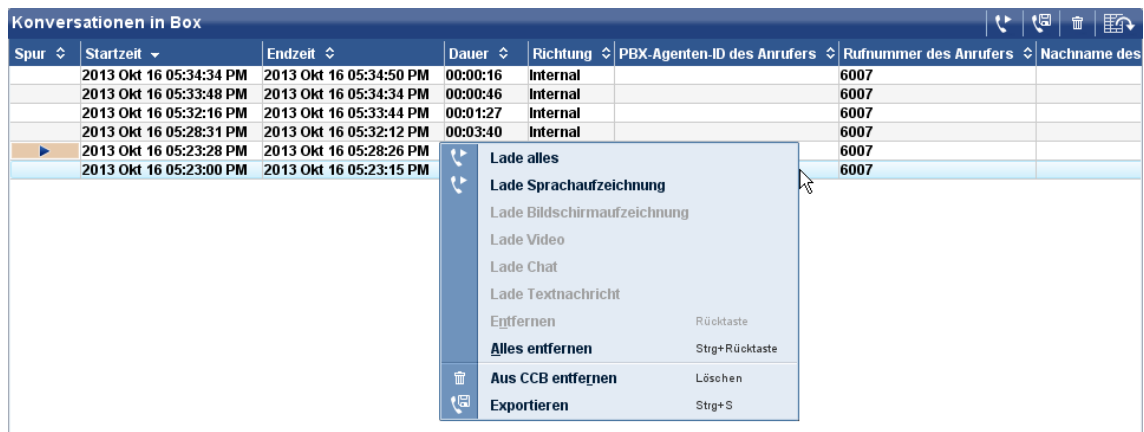 Konversationen in Box
Spur Startzeit Endzeit Dauer Richtung PBX-Agenten-ID des Anrufers Rufnummer des Anrufers Nachname des
2013 Okt 16 05:34:34 PM 2013 Okt 16 05:34:50 PM 00:00:16 Internal 6007
2013 Okt 16 05:33:48 PM 2013 Okt 16 05:34:34 PM 00:00:46 Internal 6007
2013 Okt 16 05:32:16 PM 2013 Okt 16 05:33:44 PM 00:01:27 Internal 6007
2013 Okt 16 05:28:31 PM 2013 Okt 16 05:32:12 PM 00:03:40 Internal 6007
2013 Okt 16 05:23:28 PM 2013 Okt 16 05:28:26 PM 6007
2013 Okt 16 05:23:00 PM 2013 Okt 16 05:23:15 PM 6007
Lade alles
Lade Sprachaufzeichnung
Lade Bildschirmaufzeichnung
Lade Video
Lade Chat
Lade Textnachricht
Entfernen Rücktaste
Alles entfernen Strg+Rücktaste
Aus CCB entfernen Löschen
Exportieren Strg+S